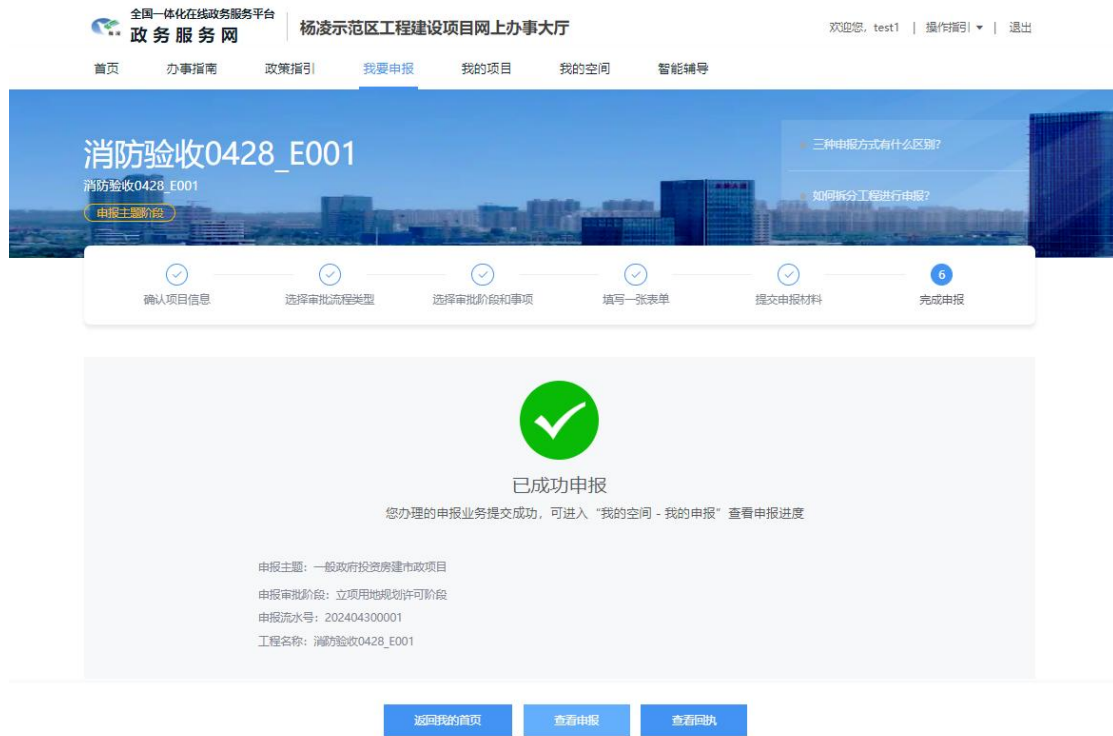 全国一体化在线政务服务平台
政务服务网
杨凌示范区工程建设项目网上办事大厅
欢迎您, test1 | 操作指引 ▾ | 退出
首页 办事指南 政策指引 我要申报 我的项目 我的空间 智能辅导
消防验收0428_E001
消防验收0428_E001
申报主题阶段
三种申报方式有什么区别?
如何拆分工程进行申报?
6
确认项目信息 选择审批流程类型 选择审批阶段和事项 填写一张表单 提交申报材料 完成申报
已成功申报
您办理的申报业务提交成功, 可进入“我的空间 - 我的申报”查看申报进度
申报主题: 一般政府投资房建市政项目
申报审批阶段: 立项用地规划许可阶段
申报流水号: 202404300001
工程名称: 消防验收0428_E001
返回我的首页 查看申报 查看回执